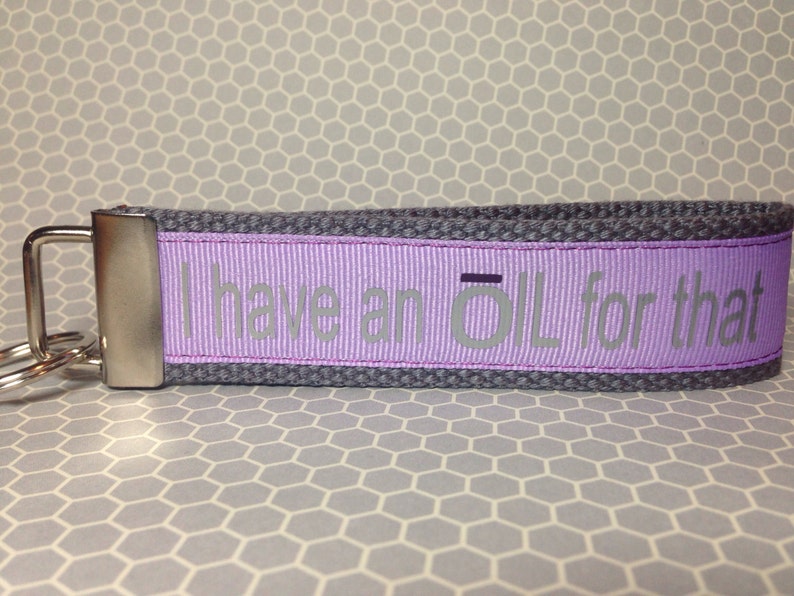 I have an ōIL for that